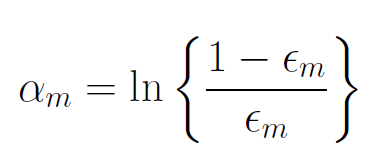 α_m = ln { (1 − ϵ_m) / ϵ_m }